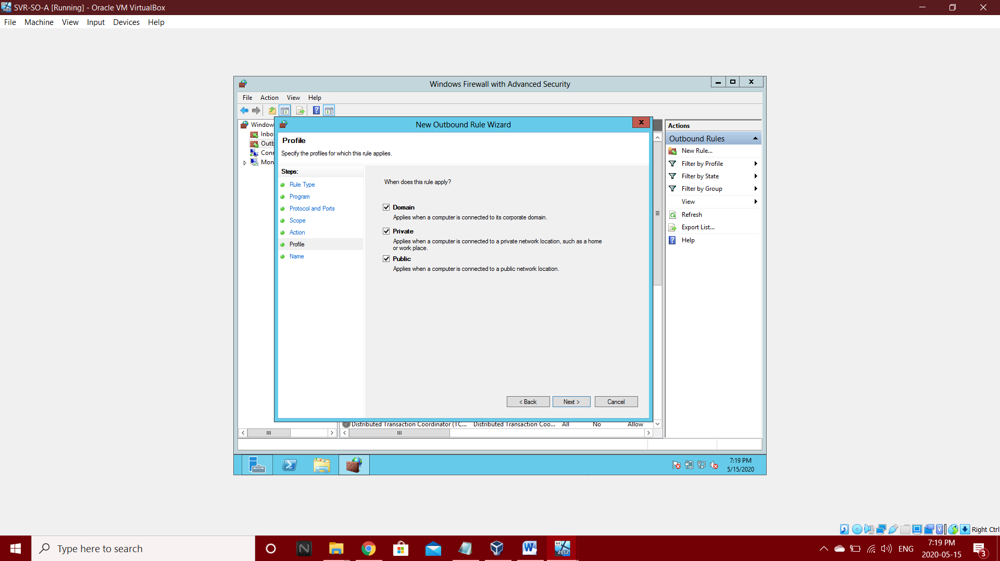 SVR-SO-A [Running] - Oracle VM VirtualBox
File Machine View Input Devices Help
Windows Firewall with Advanced Security
File Action View Help
Window
Inbo
Outb
Conn
Mon
New Outbound Rule Wizard
Profile
Specify the profiles for which this rule applies.
Steps:
Rule Type
Program
Protocol and Ports
Scope
Action
Profile
Name
When does this rule apply?
Domain
Applies when a computer is connected to its corporate domain.
Private
Applies when a computer is connected to a private network location, such as a home
or work place.
Public
Applies when a computer is connected to a public network location.
< Back Next > Cancel
Distributed Transaction Coordinator (TC... Distributed Transaction Coo... All No Allow
Actions
Outbound Rules
New Rule...
Filter by Profile
Filter by State
Filter by Group
View
Refresh
Export List...
Help
7:19 PM
5/15/2020
Right Ctrl
Type here to search
64
2012
ENG
7:19 PM
2020-05-15
3